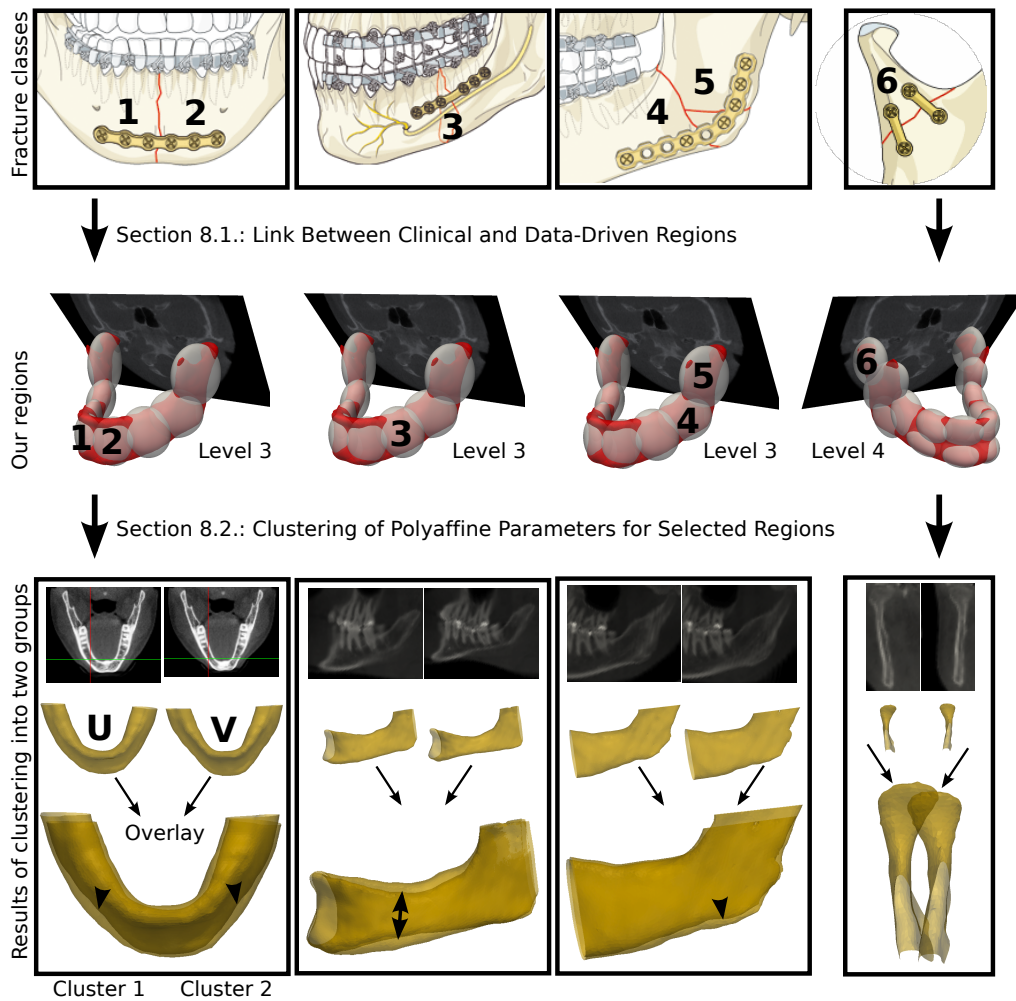 Fracture classes
1 2
3
4 5
6
Section 8.1.: Link Between Clinical and Data-Driven Regions
Our regions
1 2
Level 3
3
Level 3
5
4
Level 3
6
Level 4
Section 8.2.: Clustering of Polyaffine Parameters for Selected Regions
Results of clustering into two groups
U V
Overlay
Cluster 1 Cluster 2